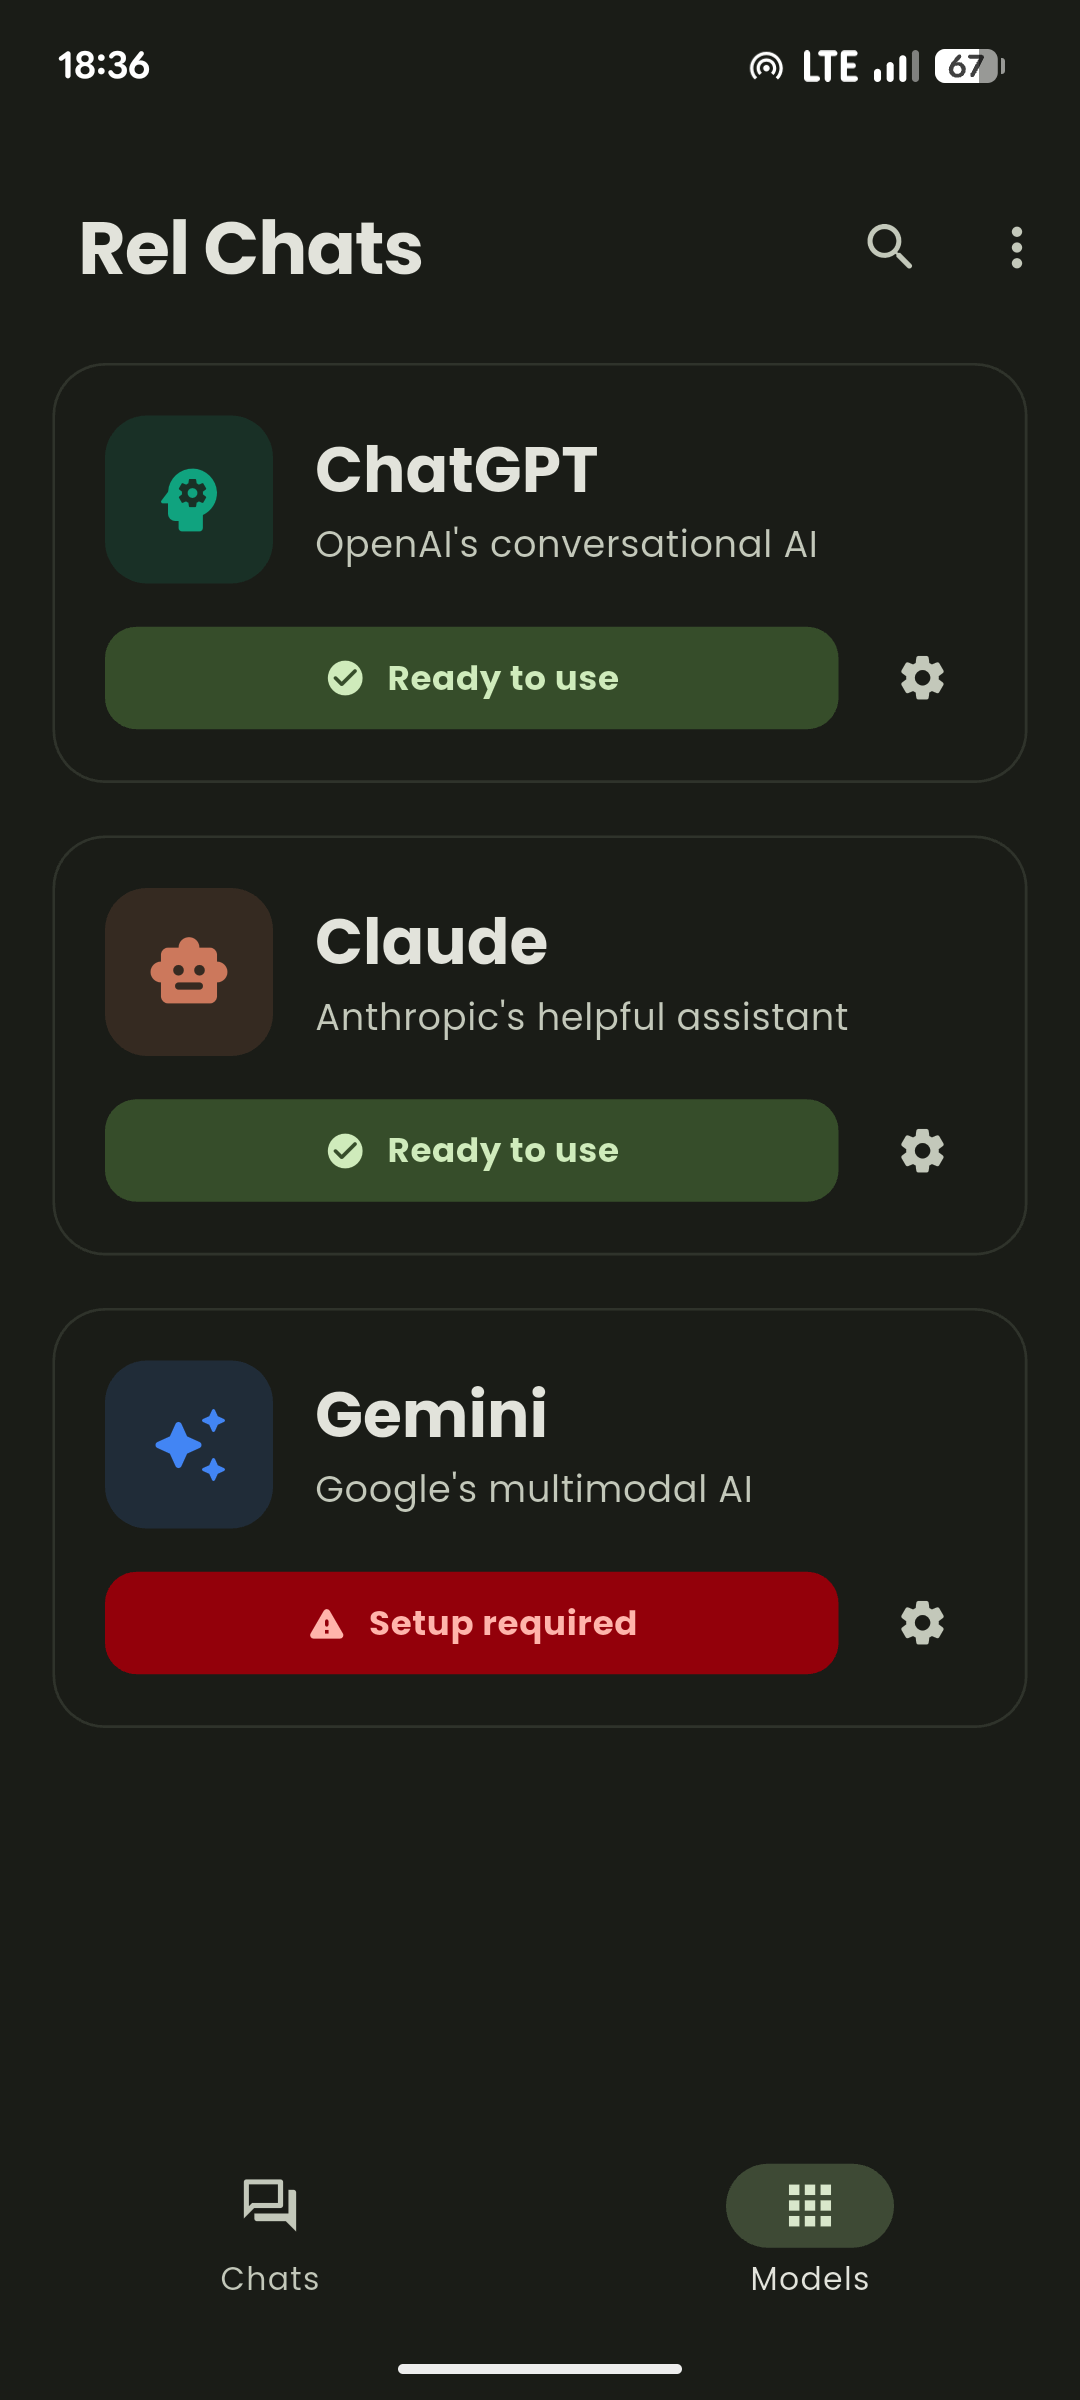 18:36
LTE
67
Rel Chats
ChatGPT
OpenAI's conversational AI
Ready to use
Claude
Anthropic's helpful assistant
Ready to use
Gemini
Google's multimodal AI
Setup required
Chats
Models